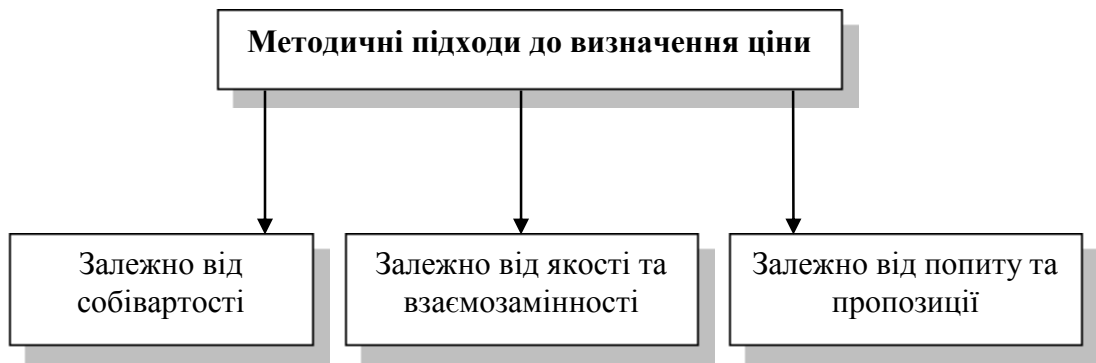 Методичні підходи до визначення ціни
Залежно від
собівартості
Залежно від якості та
взаємозамінності
Залежно від попиту та
пропозиції